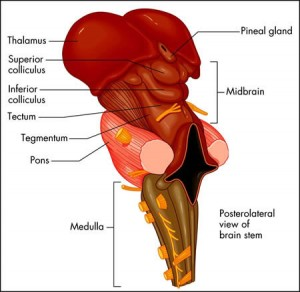 Thalamus
Superior
colliculus
Inferior
colliculus
Tectum
Tegmentum
Pons
Medulla
Pineal gland
Midbrain
Posterolateral
view of
brain stem